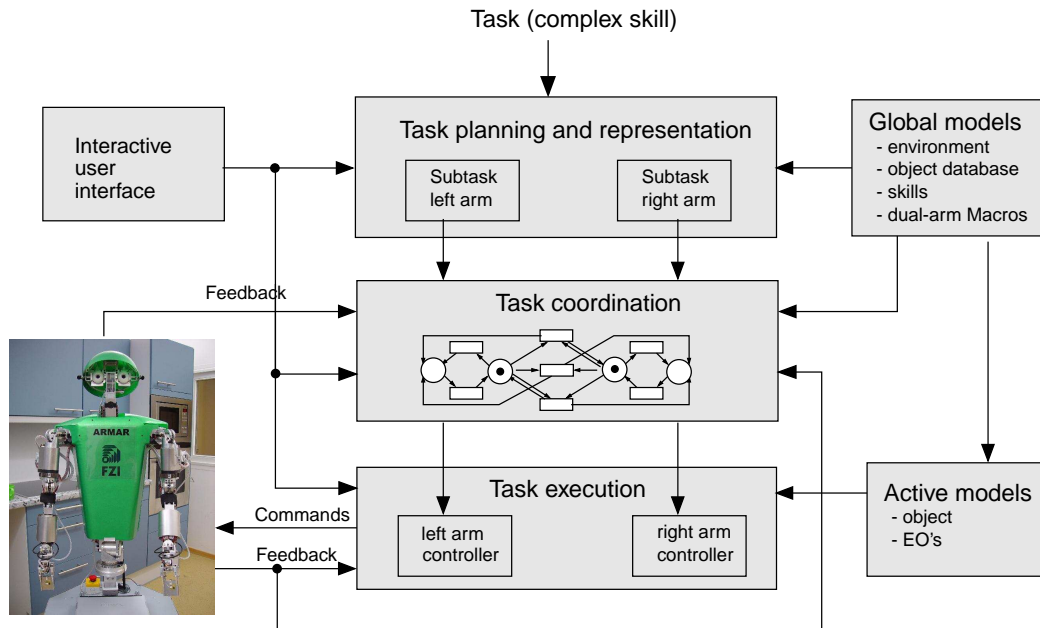 Task (complex skill)
Interactive
user
interface
Task planning and representation
Subtask
left arm
Subtask
right arm
Global models
- environment
- object database
- skills
- dual-arm Macros
Feedback
Task coordination
ARMAR
FZI
Task execution
Commands
Feedback
left arm
controller
right arm
controller
Active models
- object
- EO's